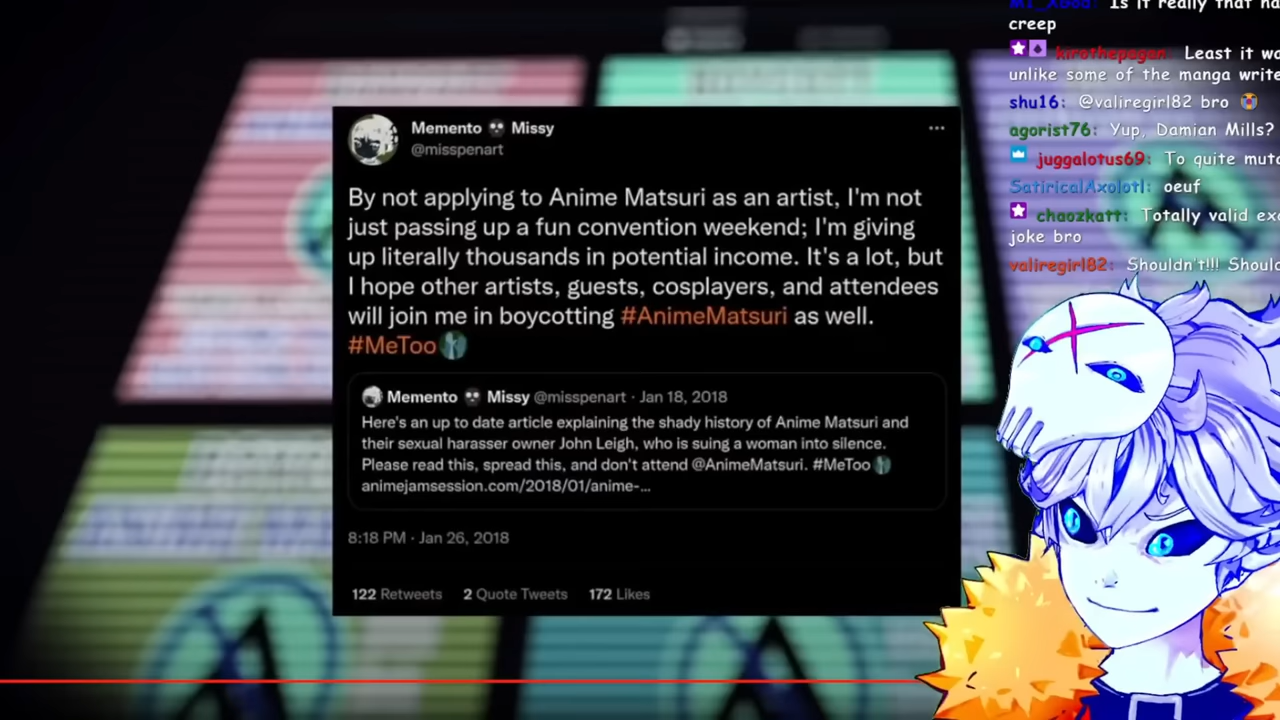 Memento 💀 Missy
@misspenart
By not applying to Anime Matsuri as an artist, I'm not
just passing up a fun convention weekend; I'm giving
up literally thousands in potential income. It's a lot, but
I hope other artists, guests, cosplayers, and attendees
will join me in boycotting #AnimeMatsuri as well.
#MeToo
Memento 💀 Missy @misspenart · Jan 18, 2018
Here's an up to date article explaining the shady history of Anime Matsuri and
their sexual harasser owner John Leigh, who is suing a woman into silence.
Please read this, spread this, and don't attend @AnimeMatsuri. #MeToo
animejamsession.com/2018/01/anime-...
8:18 PM · Jan 26, 2018
122 Retweets 2 Quote Tweets 172 Likes
Is it really that
creep
kirothepagan: Least it
unlike some of the manga
shu16: @valiregirl82 bro
agorist76: Yup, Damian Mills?
juggalotus69: To quite
SatiricalAxolotl: oeuf
chaozkatt: Totally valid
joke bro
valiregirl82: Shouldn't!!!